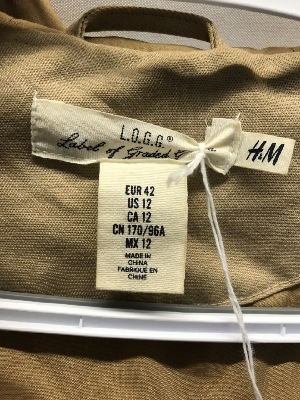 L.O.G.G.®
Label of Graded
H&M
EUR 42
US 12
CA 12
CN 170/96A
MX 12
MADE IN
CHINA
FABRIQUE EN
CHINE